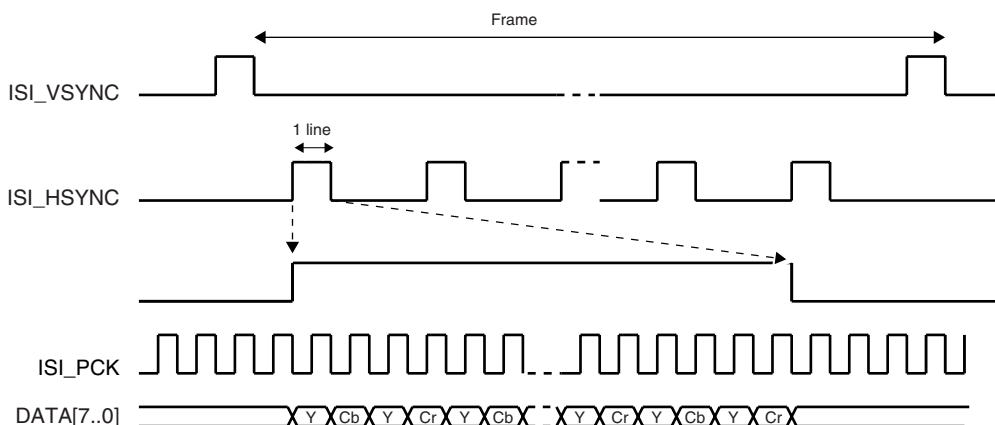 Frame
ISI_VSYNC
1 line
ISI_HSYNC
ISI_PCK
DATA[7..0] Y Cb Y Cr Y Cb Y Cr Y Cb Y Cr